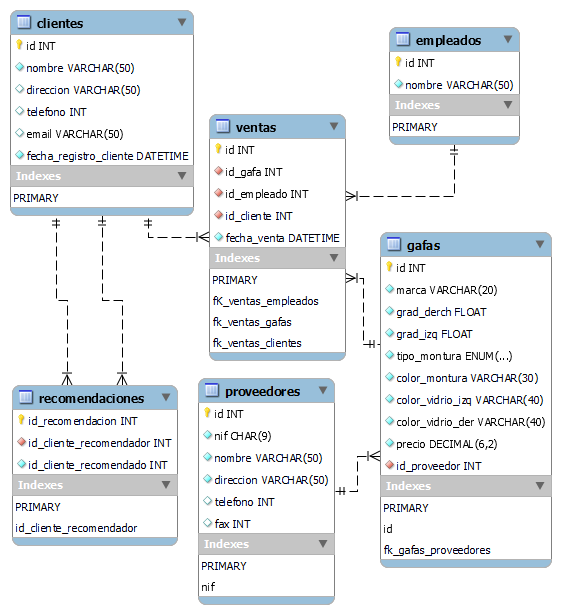 clientes
id INT
nombre VARCHAR(50)
direccion VARCHAR(50)
telefono INT
email VARCHAR(50)
fecha_registro_cliente DATETIME
Indexes
PRIMARY
empleados
id INT
nombre VARCHAR(50)
Indexes
PRIMARY
ventas
id INT
id_gafa INT
id_empleado INT
id_cliente INT
fecha_venta DATETIME
Indexes
PRIMARY
fK_ventas_empleados
fk_ventas_gafas
fk_ventas_clientes
gafas
id INT
marca VARCHAR(20)
grad_derch FLOAT
grad_izq FLOAT
tipo_montura ENUM(...)
color_montura VARCHAR(30)
color_vidrio_izq VARCHAR(40)
color_vidrio_der VARCHAR(40)
precio DECIMAL(6,2)
id_proveedor INT
Indexes
PRIMARY
id
fk_gafas_proveedores
recomendaciones
id_recomendacion INT
id_cliente_recomendador INT
id_cliente_recomendado INT
Indexes
PRIMARY
id_cliente_recomendador
proveedores
id INT
nif CHAR(9)
nombre VARCHAR(50)
direccion VARCHAR(50)
telefono INT
fax INT
Indexes
PRIMARY
nif